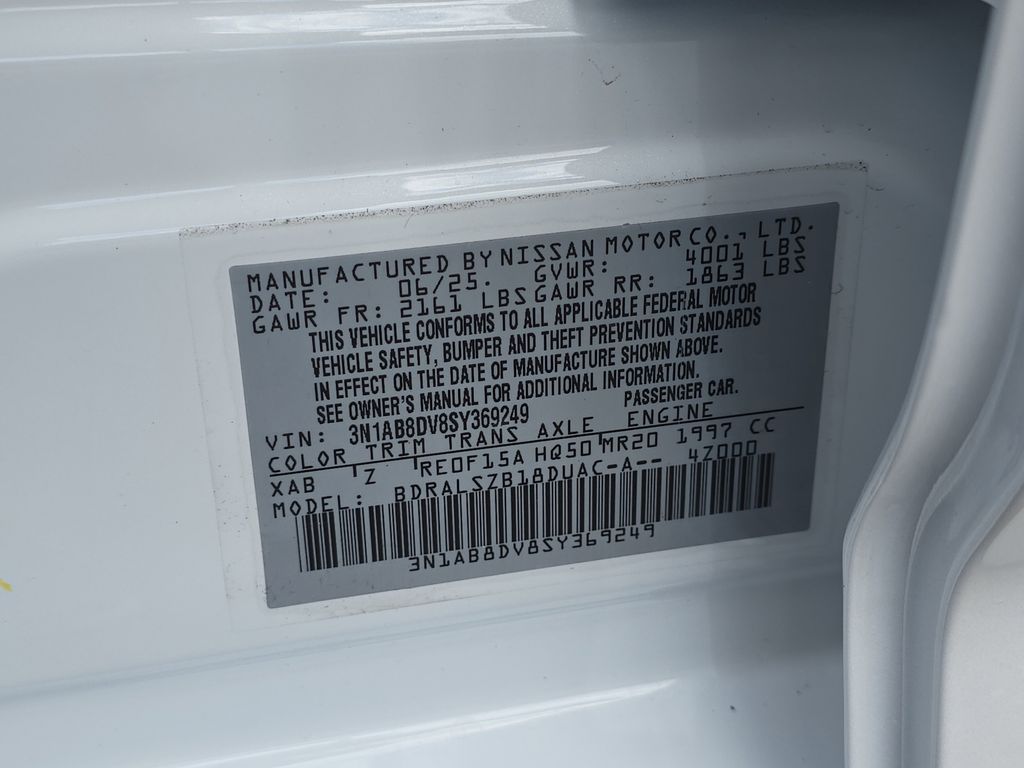 MANUFACTURED BY NISSAN MOTOR CO., LTD.
DATE: 06/25. GVWR: 4001 LBS
GAWR FR: 2161 LBS GAWR RR: 1863 LBS
THIS VEHICLE CONFORMS TO ALL APPLICABLE FEDERAL MOTOR
VEHICLE SAFETY, BUMPER AND THEFT PREVENTION STANDARDS
IN EFFECT ON THE DATE OF MANUFACTURE SHOWN ABOVE.
SEE OWNER'S MANUAL FOR ADDITIONAL INFORMATION.
VIN: 3N1AB8DV8SY369249 PASSENGER CAR.
COLOR TRIM TRANS AXLE ENGINE
XAB Z RE0F15A HQ50 MR20 1997 CC
MODEL: BDRALSZB18DUAC-A-- 4Z000
3N1AB8DV8SY369249